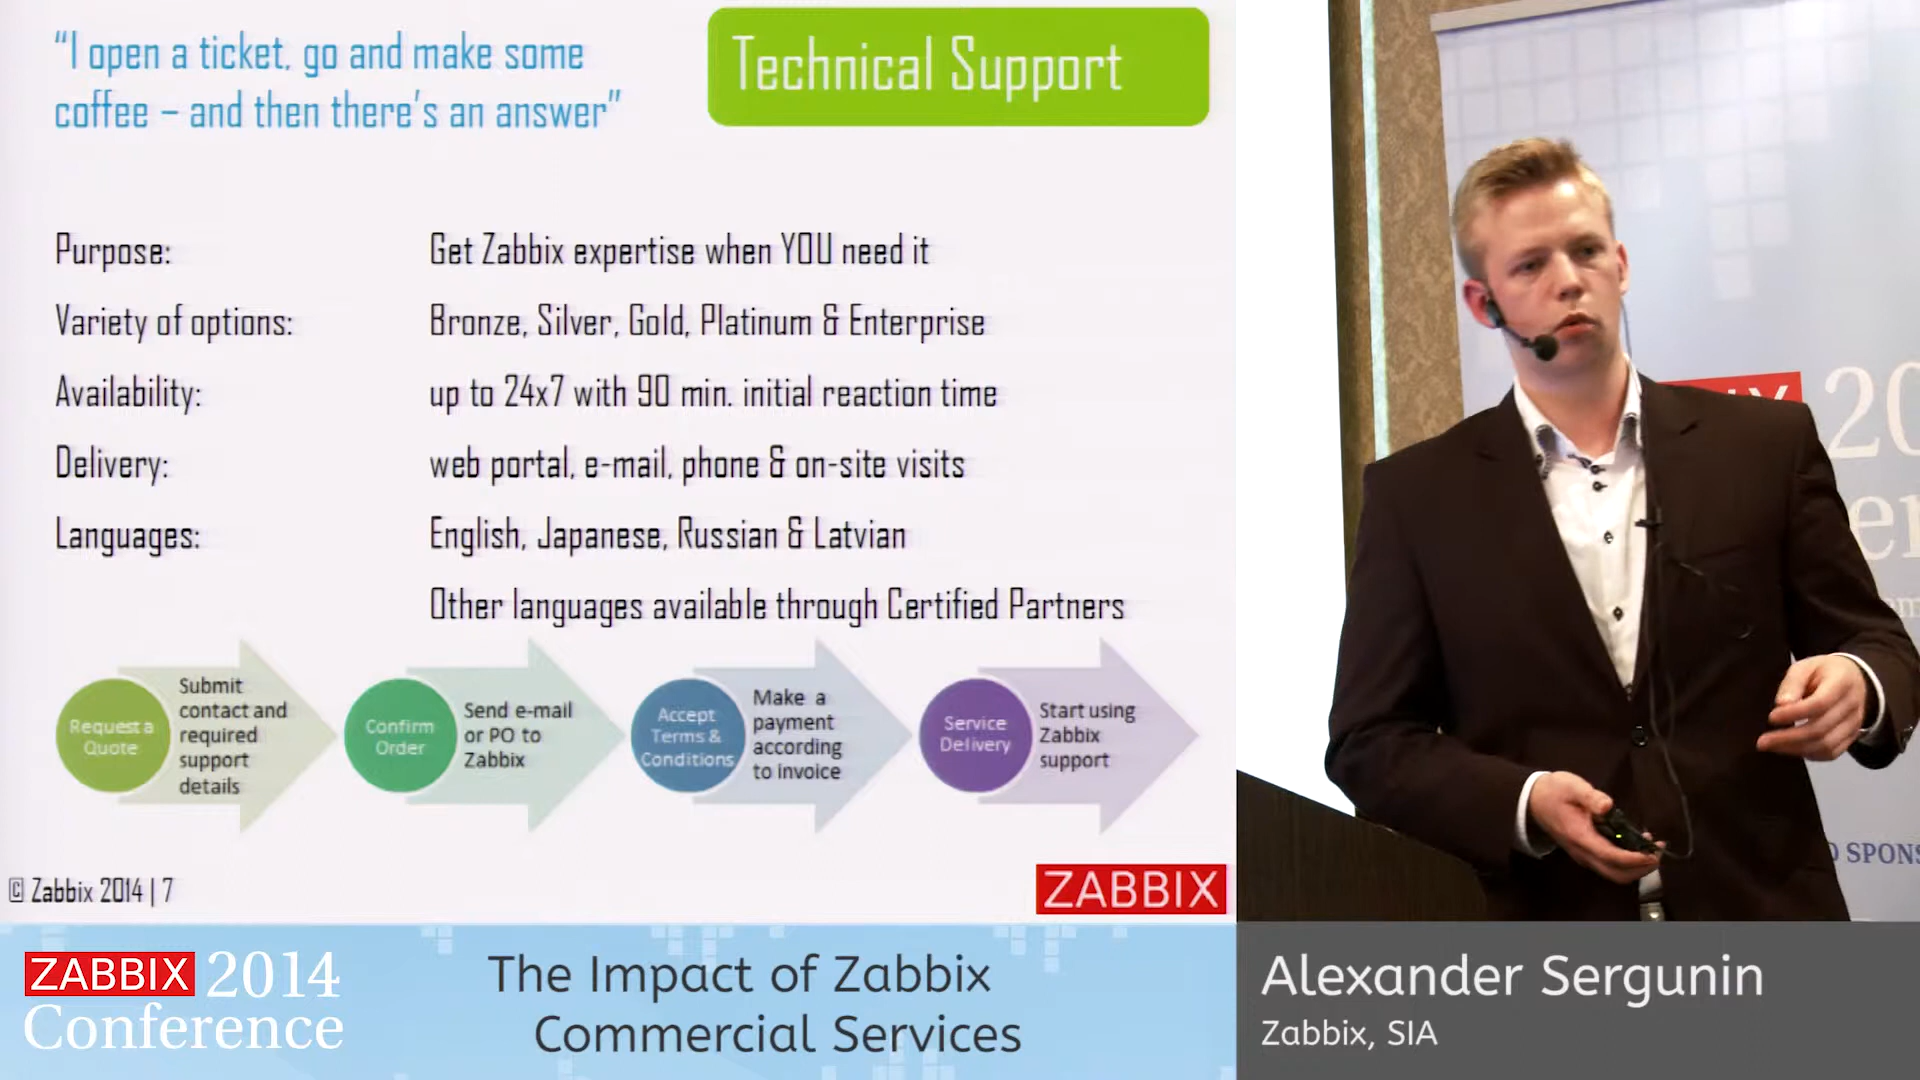 “I open a ticket, go and make some
coffee – and then there’s an answer”
Technical Support
Purpose:
Get Zabbix expertise when YOU need it
Variety of options:
Bronze, Silver, Gold, Platinum & Enterprise
Availability:
up to 24x7 with 90 min. initial reaction time
Delivery:
web portal, e-mail, phone & on-site visits
Languages:
English, Japanese, Russian & Latvian
Other languages available through Certified Partners
Request a
Quote
Submit
contact and
required
support
details
Confirm
Order
Send e-mail
or PO to
Zabbix
Accept
Terms &
Conditions
Make a
payment
according
to invoice
Service
Delivery
Start using
Zabbix
support
© Zabbix 2014 | 7
ZABBIX
ZABBIX 2014
Conference
The Impact of Zabbix
Commercial Services
Alexander Sergunin
Zabbix, SIA